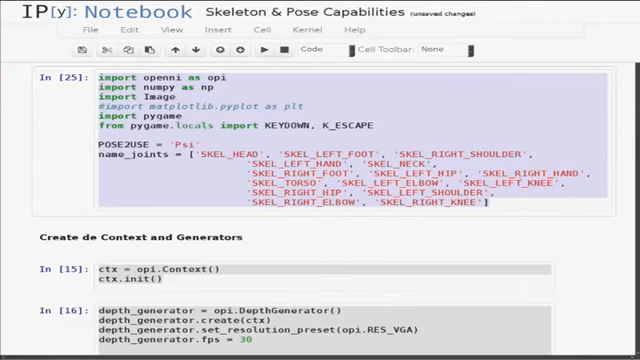 IP[y]: Notebook Skeleton & Pose Capabilities (unsaved changes)
File Edit View Insert Cell Kernel Help
Code Cell Toolbar: None
In [25]: import openni as opi
import numpy as np
import Image
#import matplotlib.pyplot as plt
import pygame
from pygame.locals import KEYDOWN, K_ESCAPE
POSE2USE = 'Psi'
name_joints = ['SKEL_HEAD', 'SKEL_LEFT_FOOT', 'SKEL_RIGHT_SHOULDER',
'SKEL_LEFT_HAND', 'SKEL_NECK',
'SKEL_RIGHT_FOOT', 'SKEL_LEFT_HIP', 'SKEL_RIGHT_HAND',
'SKEL_TORSO', 'SKEL_LEFT_ELBOW', 'SKEL_LEFT_KNEE',
'SKEL_RIGHT_HIP', 'SKEL_LEFT_SHOULDER',
'SKEL_RIGHT_ELBOW', 'SKEL_RIGHT_KNEE']
Create de Context and Generators
In [15]: ctx = opi.Context()
ctx.init()
In [16]: depth_generator = opi.DepthGenerator()
depth_generator.create(ctx)
depth_generator.set_resolution_preset(opi.RES_VGA)
depth_generator.fps = 30